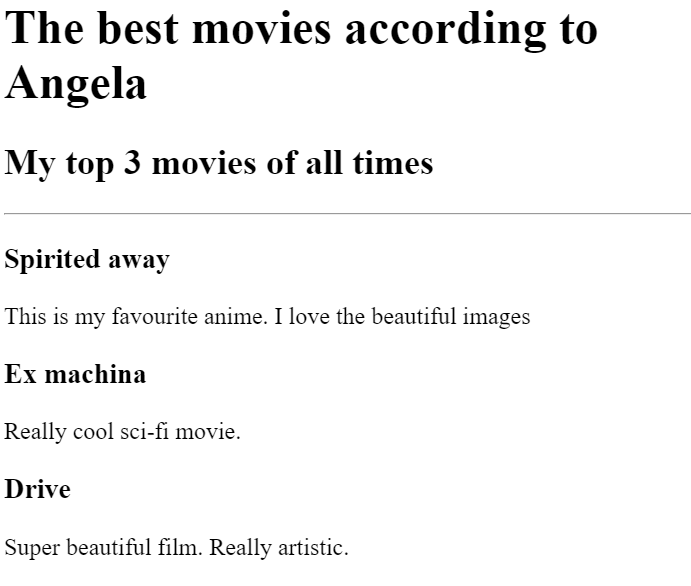 The best movies according to
Angela
My top 3 movies of all times
Spirited away
This is my favourite anime. I love the beautiful images
Ex machina
Really cool sci-fi movie.
Drive
Super beautiful film. Really artistic.